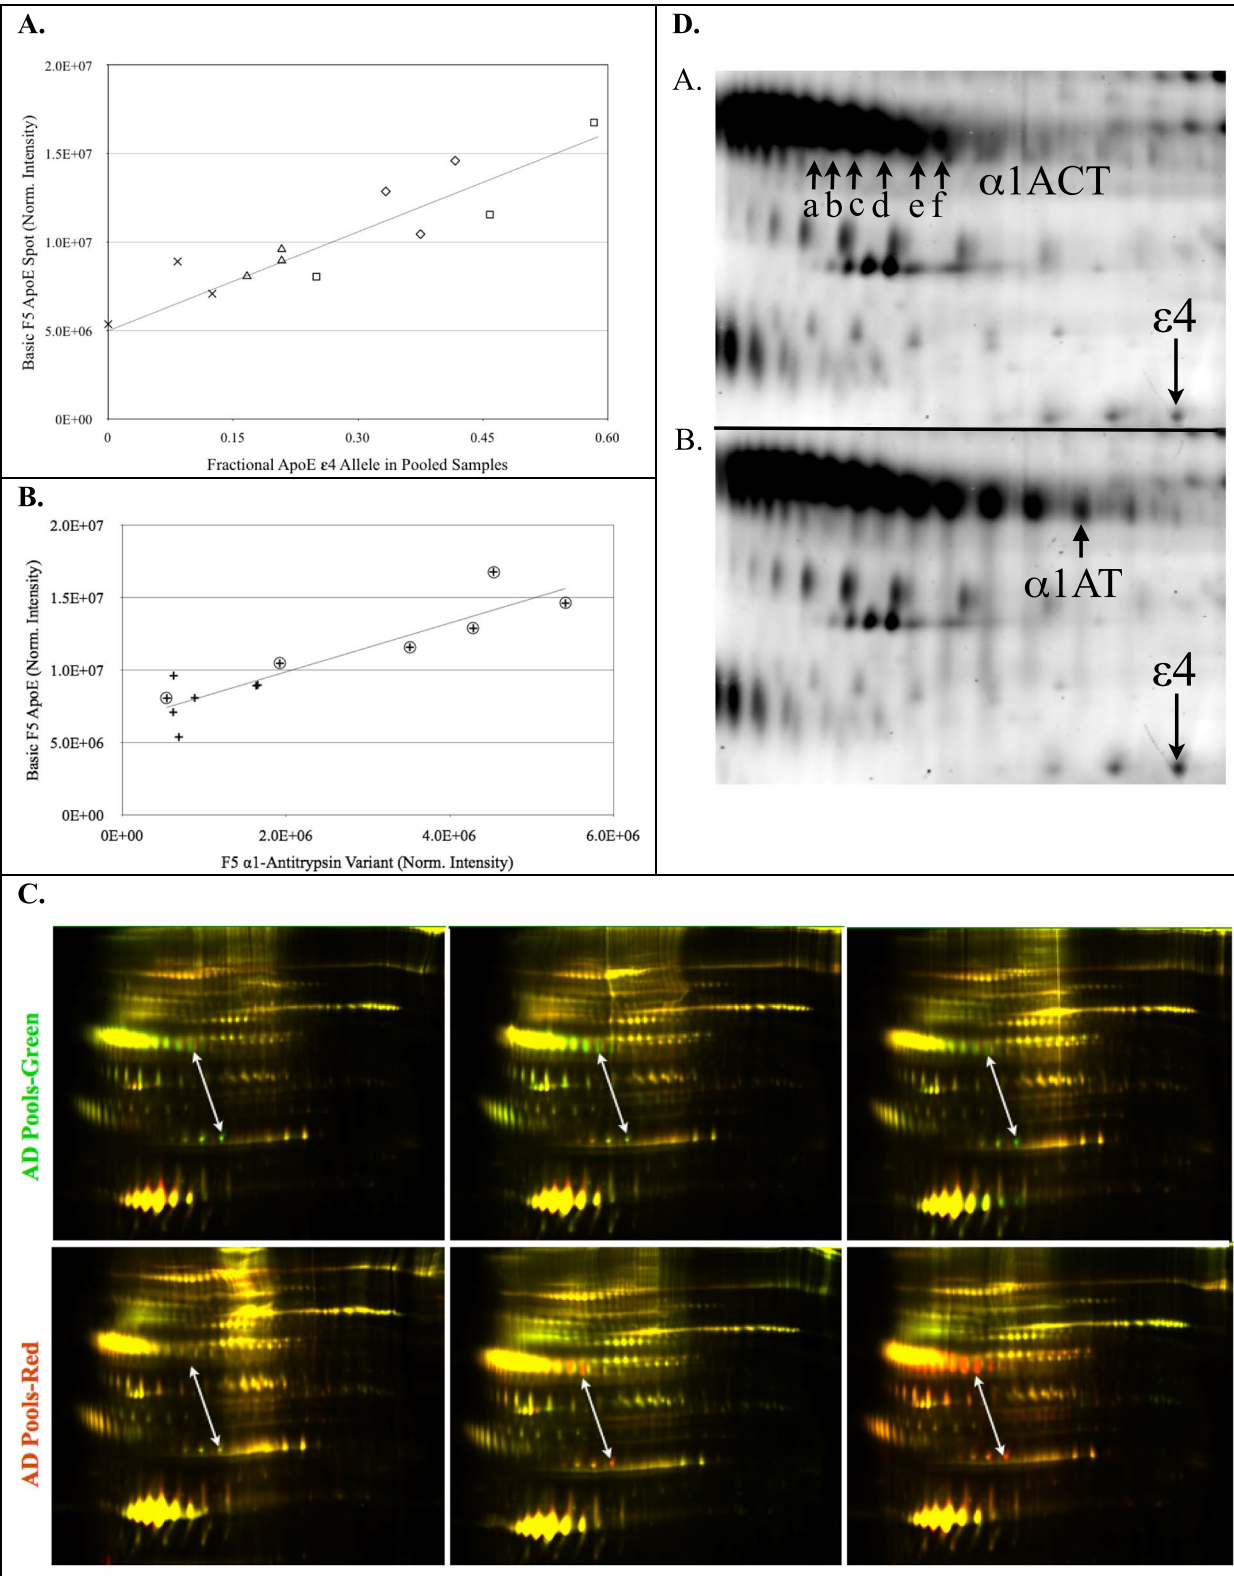 A.
2.0E+07
1.5E+07
1.0E+07
5.0E+06
0E+00
Basic F5 ApoE Spot (Norm. Intensity)
0 0.15 0.30 0.45 0.60
Fractional ApoE ε4 Allele in Pooled Samples
B.
2.0E+07
1.5E+07
1.0E+07
5.0E+06
0E+00
Basic F5 ApoE (Norm. Intensity)
0E+00 2.0E+06 4.0E+06 6.0E+06
F5 α1-Antitrypsin Variant (Norm. Intensity)
D.
A.
α1ACT
a b c d e f
ε4
B.
α1AT
ε4
C.
AD Pools-Green
AD Pools-Red